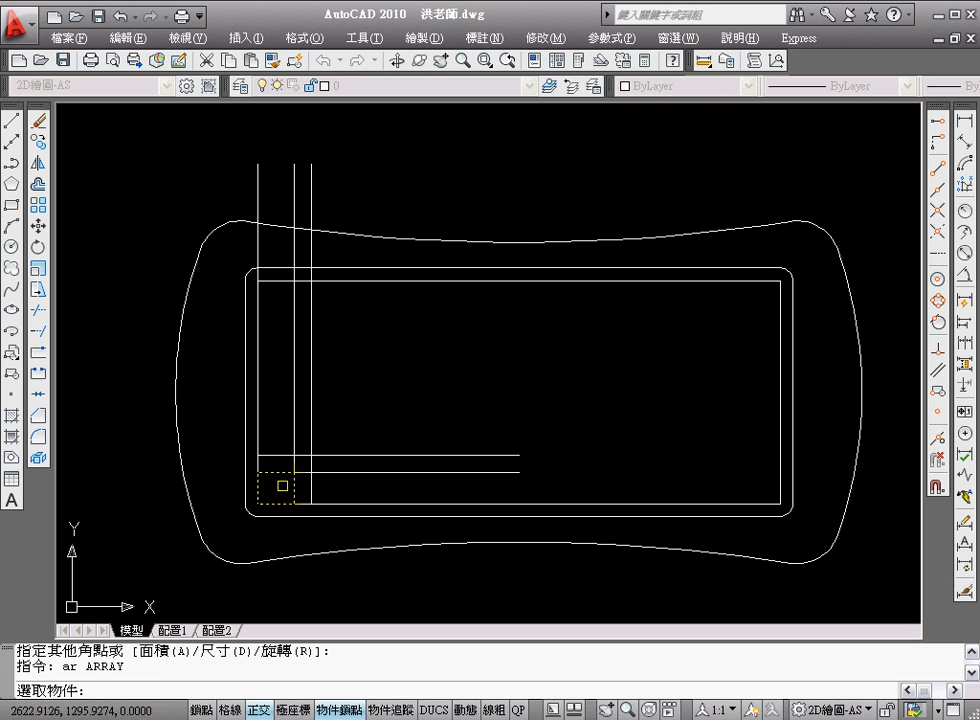 AutoCAD 2010 洪老師.dwg
鍵入關鍵字或詞組
檔案(F) 編輯(E) 檢視(V) 插入(I) 格式(O) 工具(T) 繪製(D) 標註(N) 修改(M) 參數式(P) 視窗(W) 說明(H) Express
2D繪圖-AS
0
ByLayer
ByLayer
ByLayer
A
A
Y
X
模型 配置1 配置2
指定其他角點或 [面積(A)/尺寸(D)/旋轉(R)]:
指令: ar ARRAY
選取物件:
2622.9126, 1295.9274, 0.0000 鎖點 格線 正交 極座標 物件鎖點 物件追蹤 DUCS 動態 線粗 QP 1:1 2D繪圖-AS